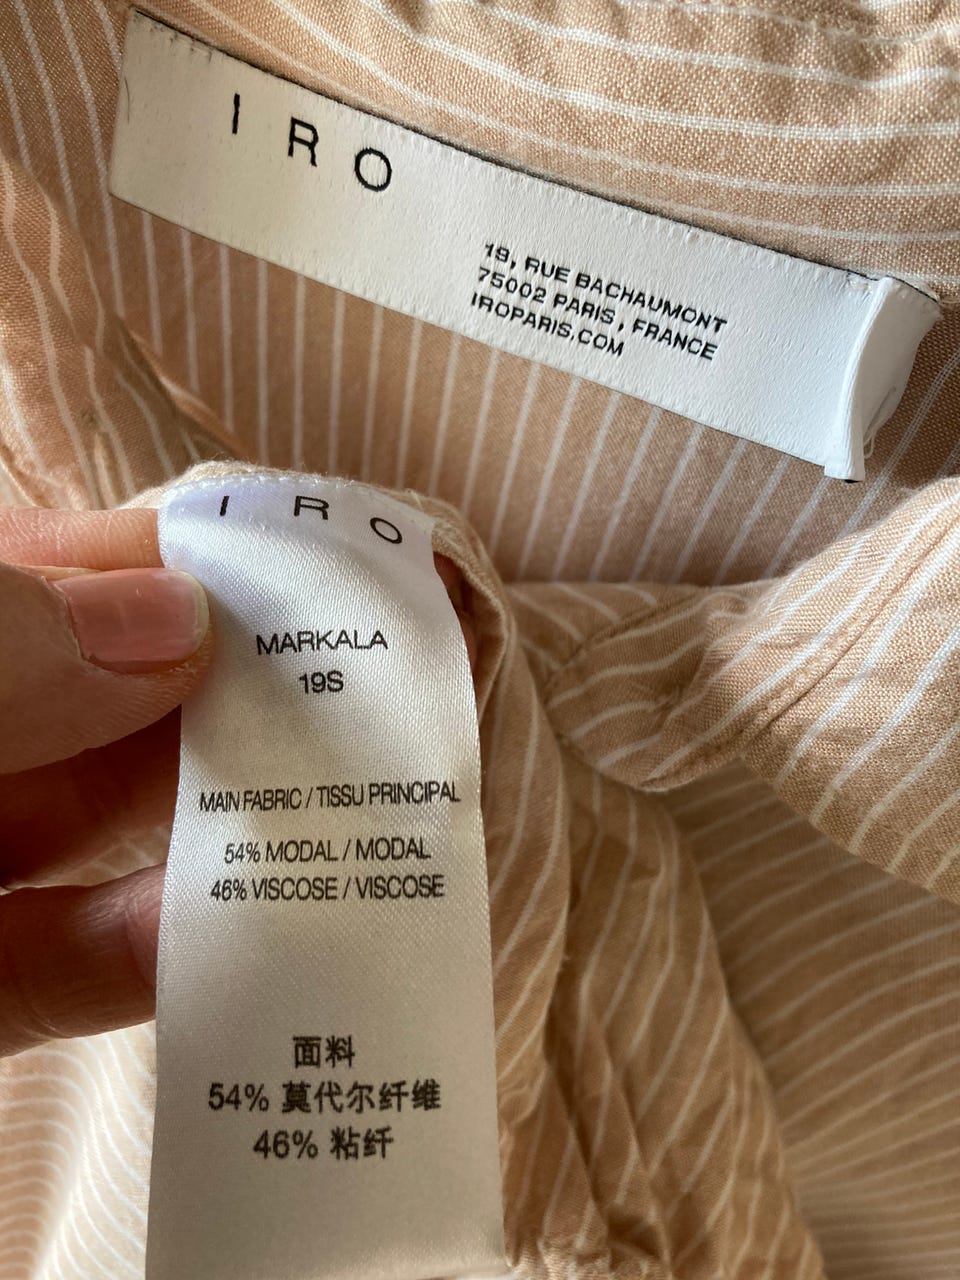 IRO
19, RUE BACHAUMONT
75002 PARIS, FRANCE
IROPARIS.COM
IRO
MARKALA
19S
MAIN FABRIC / TISSU PRINCIPAL
54% MODAL / MODAL
46% VISCOSE / VISCOSE
面料
54% 莫代尔纤维
46% 粘纤